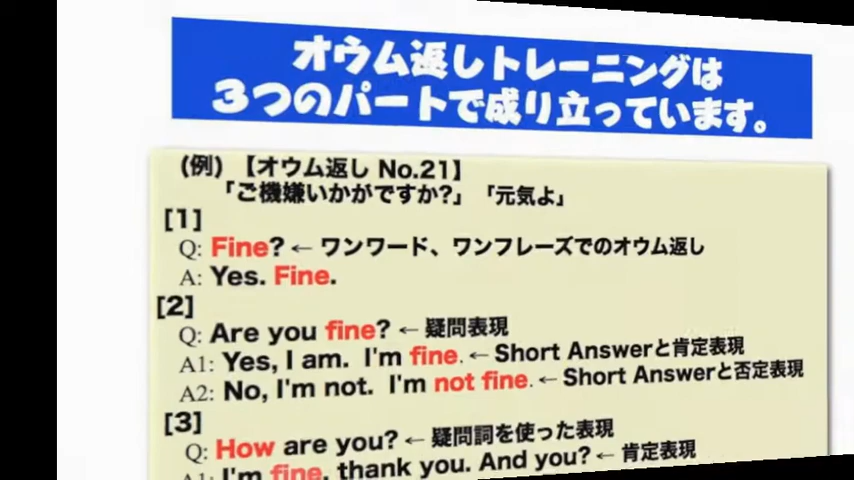 オウム返しトレーニングは
3つのパートで成り立っています。
(例) 【オウム返し No.21】
「ご機嫌いかがですか?」 「元気よ」
[1]
Q: Fine? ← ワンワード、ワンフレーズでのオウム返し
A: Yes. Fine.
[2]
Q: Are you fine? ← 疑問表現
A1: Yes, I am. I'm fine. ← Short Answerと肯定表現
A2: No, I'm not. I'm not fine. ← Short Answerと否定表現
[3]
Q: How are you? ← 疑問詞を使った表現
A1: I'm fine, thank you. And you? ← 肯定表現